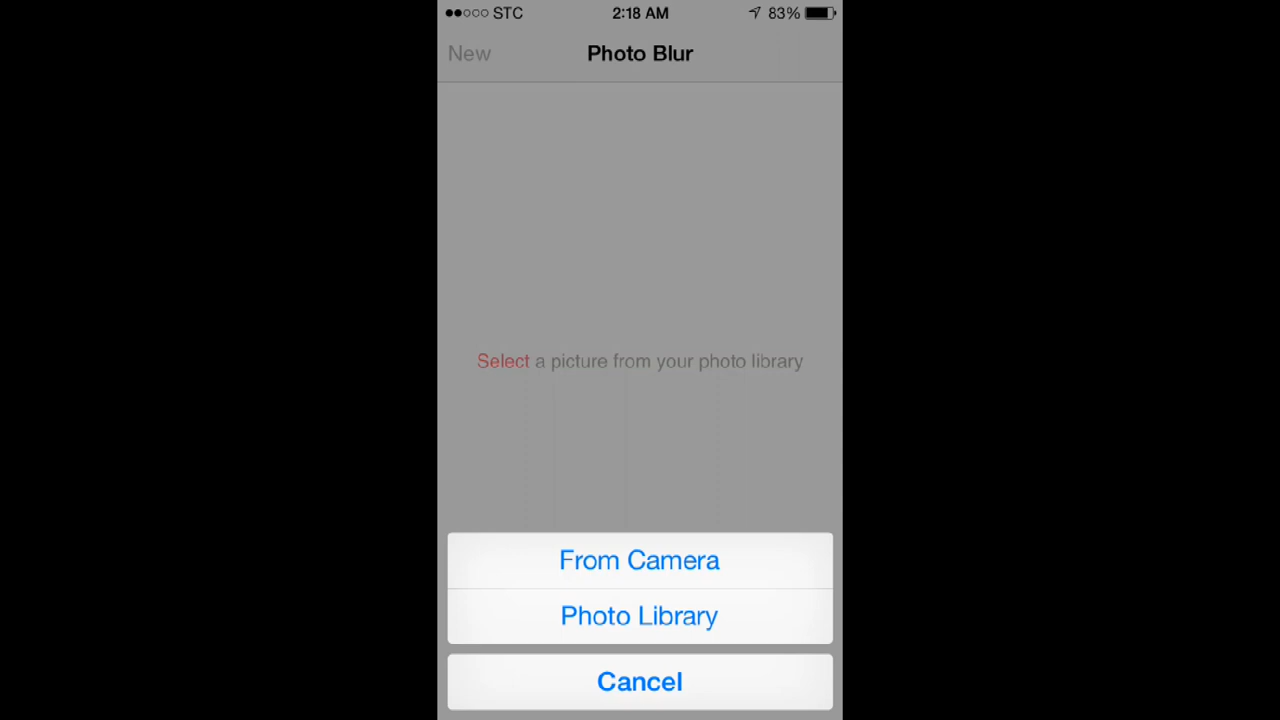 STC 2:18 AM 83%
New Photo Blur
Select a picture from your photo library
From Camera
Photo Library
Cancel